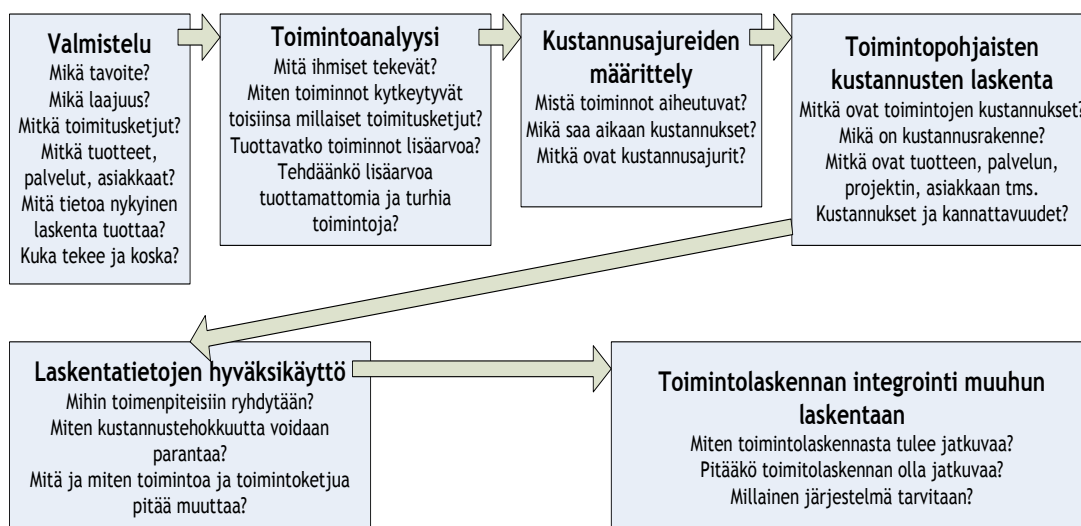 Valmistelu
Mikä tavoite?
Mikä laajuus?
Mitkä toimitusketjut?
Mitkä tuotteet,
palvelut, asiakkaat?
Mitä tietoa nykyinen
laskenta tuottaa?
Kuka tekee ja koska?
Toimintoanalyysi
Mitä ihmiset tekevät?
Miten toiminnot kytkeytyvät
toisiinsa millaiset toimitusketjut?
Tuottavatko toiminnot lisäarvoa?
Tehdäänkö lisäarvoa
tuottamattomia ja turhia
toimintoja?
Kustannusajureiden
määrittely
Mistä toiminnot aiheutuvat?
Mikä saa aikaan kustannukset?
Mitkä ovat kustannusajurit?
Toimintopohjaisten
kustannusten laskenta
Mitkä ovat toimintojen kustannukset?
Mikä on kustannusrakenne?
Mitkä ovat tuotteen, palvelun,
projektin, asiakkaan tms.
Kustannukset ja kannattavuudet?
Laskentatietojen hyväksikäyttö
Mihin toimenpiteisiin ryhdytään?
Miten kustannustehokkuutta voidaan
parantaa?
Mitä ja miten toimintoa ja toimintoketjua
pitää muuttaa?
Toimintolaskennan integrointi muuhun
laskentaan
Miten toimintolaskennasta tulee jatkuvaa?
Pitääkö toimitolaskennan olla jatkuvaa?
Millainen järjestelmä tarvitaan?